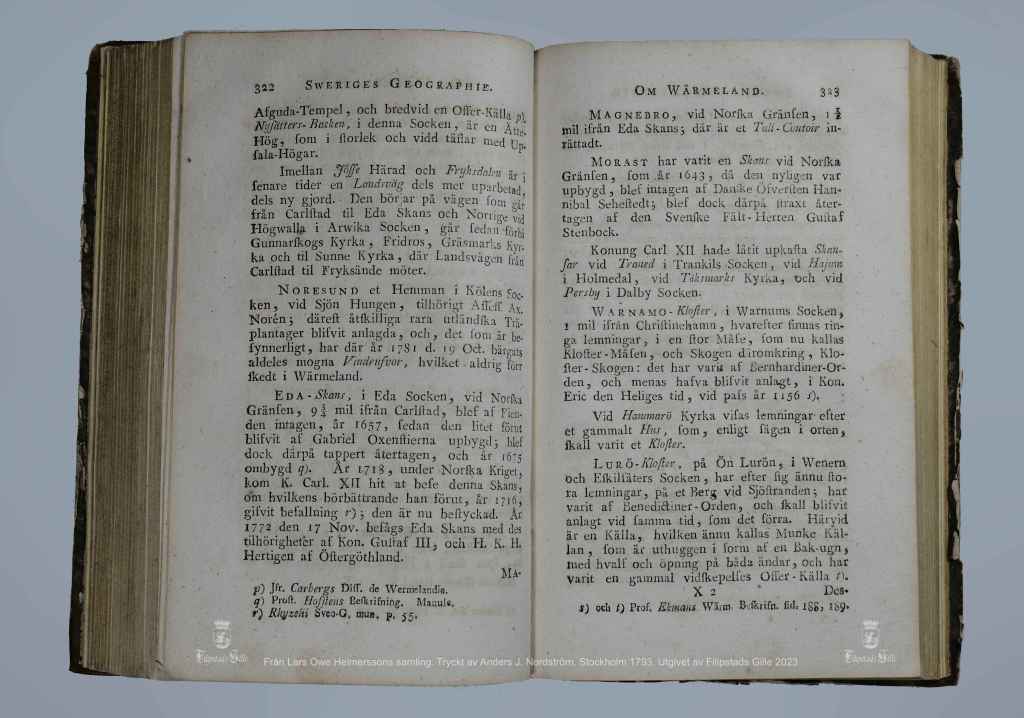 322 SWERIGES GEOGRAPHIE.
Afguda-Tempel, och bredvid en Offer-Källa p).
Nosätters-Backen, i denna Socken, är en Ätte-
Hög, som i storlek och vidd täflar med Up-
sala-Högar.
Imellan Jösse Härad och Fryksdalen är i
senare tider en Landsväg dels mer uparbetad,
dels ny gjord. Den börjar på vägen som går
från Carlstad til Eda Skans och Norrige vid
Högwalla i Arwika Socken, går sedan förbi
Gunnarskogs Kyrka, Fridros, Gräsmarks Kyr-
ka och til Sunne Kyrka, där Landsvägen från
Carlstad til Fryksände möter.
NORESUND et Hemman i Kölens Soc-
ken, vid Sjön Hungen, tilhörigt Assess. Ax.
Norén; därest åtskilliga rara utländska Trä-
plantager blifvit anlagda, och, det som är be-
synnerligt, har där år 1781 d. 19 Oct. bärgats
aldeles mogna Vindrufvor, hvilket aldrig förr
skedt i Wärmeland.
EDA-Skans, i Eda Socken, vid Norska
Gränsen, 9¾ mil ifrån Carlstad, blef af Fien-
den intagen, år 1657, sedan den litet förut
blifvit af Gabriel Oxenstierna upbygd; blef
dock därpå tappert återtagen, och år 1675
ombygd q). År 1718, under Norska Kriget,
kom K. Carl. XII hit at bese denna Skans,
om hvilkens börbättrande han förut, år 1716,
gifvit befallning r); den är nu bestyckad. År
1772 den 17 Nov. besågs Eda Skans med des
tilhörigheter af Kon. Gustaf III, och H. K. H.
Hertigen af Östergöthland.
MA-
p) Jfr. Carbergs Diss. de Wermelandia.
q) Prost. Hofstens Beskrifning. Manusc.
r) Rhyzelii Sveo-G. mun. p. 55.
OM WÄRMELAND. 323
MAGNEBRO, vid Norska Gränsen, 1½
mil ifrån Eda Skans; där är et Tull-Contoir in-
rättadt.
MORAST har varit en Skans vid Norska
Gränsen, som år 1643, då den nyligen var
upbygd, blef intagen af Danske Öfversten Han-
nibal Sehestedt; blef dock därpå straxt åter-
tagen af den Svenske Fält-Herren Gustaf
Stenbock.
Konung Carl XII hade låtit upkasta Skan-
sar vid Traued i Trankils Socken, vid Hajom
i Holmedal, vid Töksmarks Kyrka, och vid
Persby i Dalby Socken.
WARNAMO-Kloster, i Warnums Socken,
1 mil ifrån Christinehamn, hvarefter finnas rin-
ga lemningar, i en stor Måse, som nu kallas
Kloster-Måsen, och Skogen däromkring, Klo-
ster-Skogen: det har varit af Bernhardiner-Or-
den, och menas hafva blifvit anlagt, i Kon.
Eric den Heliges tid, vid pass år 1156 s).
Vid Hammarö Kyrka visas lemningar efter
et gammalt Hus, som, enligt sägen i orten,
skall varit et Kloster.
LURÖ-Kloster, på Ön Lurön, i Wenern
och Eskilsäters Socken, har efter sig ännu sto-
ra lemningar, på et Berg vid Sjöstranden; har
varit af Benedictiner-Orden, och skall blifvit
anlagt vid samma tid, som det förra. Härvid
är en Källa, hvilken ännu kallas Munke Käl-
lan, som är uthuggen i form af en Bak-ugn,
med hvalf och öpning på båda ändar, och har
varit en gammal vidskepelses Offer-Källa t).
X 2 Des-
s) och t) Prof. Ekmans Wärm. Beskrifn. sid. 188, 189.
Filipstads Gille
Från Lars Owe Helmerssons samling. Tryckt av Anders J. Nordström. Stockholm 1793. Utgivet av Filipstads Gille 2023
Filipstads Gille